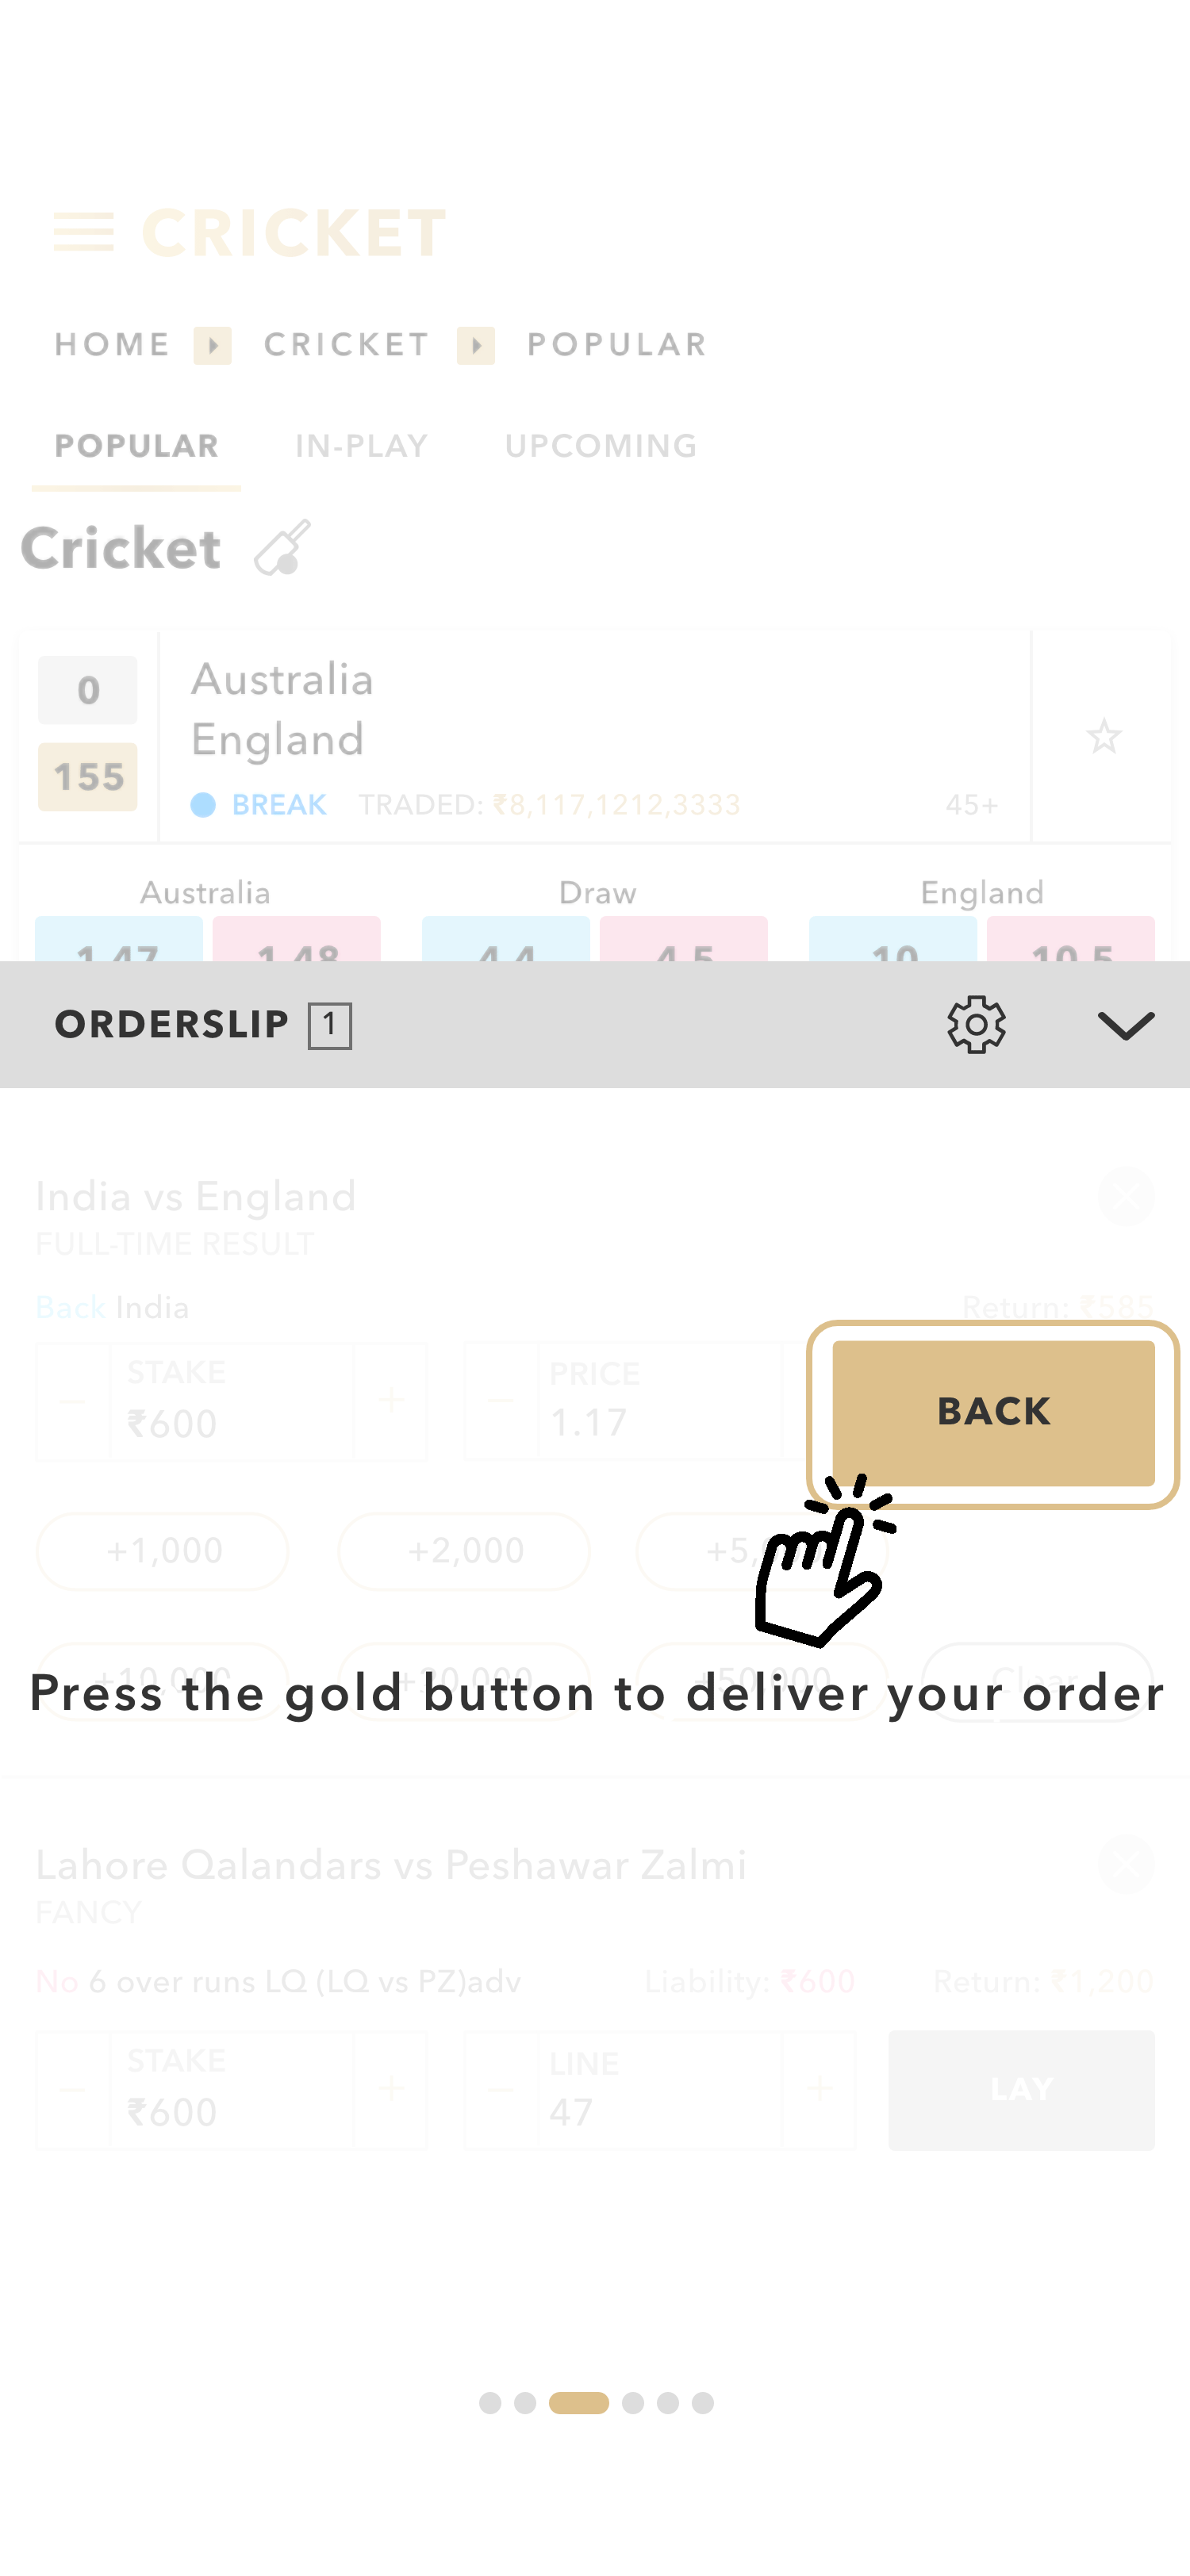 CRICKET
HOME CRICKET POPULAR
POPULAR IN-PLAY UPCOMING
Cricket
0
155
Australia
England
BREAK TRADED: ₹8,117,1212,3333 45+
Australia Draw England
1.47 1.48 4.4 4.5 10 10.5
ORDERSLIP 1
India vs England
FULL-TIME RESULT
Back India Return: ₹585
STAKE
₹600
PRICE
1.17
BACK
+1,000 +2,000
+10,000 +20,000 +50,000 Clear
Press the gold button to deliver your order
Lahore Qalandars vs Peshawar Zalmi
FANCY
No 6 over runs LQ (LQ vs PZ)adv Liability: ₹600 Return: ₹1,200
STAKE
₹600
LINE
47
LAY